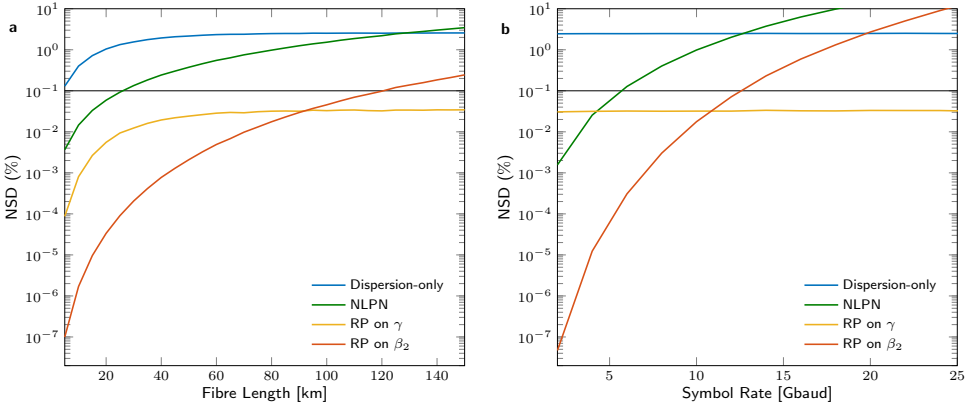 a
NSD (%)
10^1
10^0
10^{-1}
10^{-2}
10^{-3}
10^{-4}
10^{-5}
10^{-6}
10^{-7}
Dispersion-only
NLPN
RP on γ
RP on β_2
20 40 60 80 100 120 140
Fibre Length [km]
b
NSD (%)
10^1
10^0
10^{-1}
10^{-2}
10^{-3}
10^{-4}
10^{-5}
10^{-6}
10^{-7}
Dispersion-only
NLPN
RP on γ
RP on β_2
5 10 15 20 25
Symbol Rate [Gbaud]